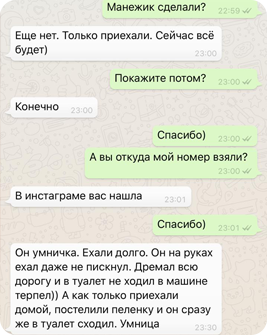 Манежик сделали?
22:59
Еще нет. Только приехали. Сейчас всё
будет)
23:00
Покажите потом?
23:00
Конечно
23:00
Спасибо)
23:00
А вы откуда мой номер взяли?
23:00
В инстаграме вас нашла
23:01
Спасибо)
23:01
Он умничка. Ехали долго. Он на руках
ехал даже не пискнул. Дремал всю
дорогу и в туалет не ходил в машине
терпел)) А как только приехали
домой, постелили пеленку и он сразу
же в туалет сходил. Умница
23:30